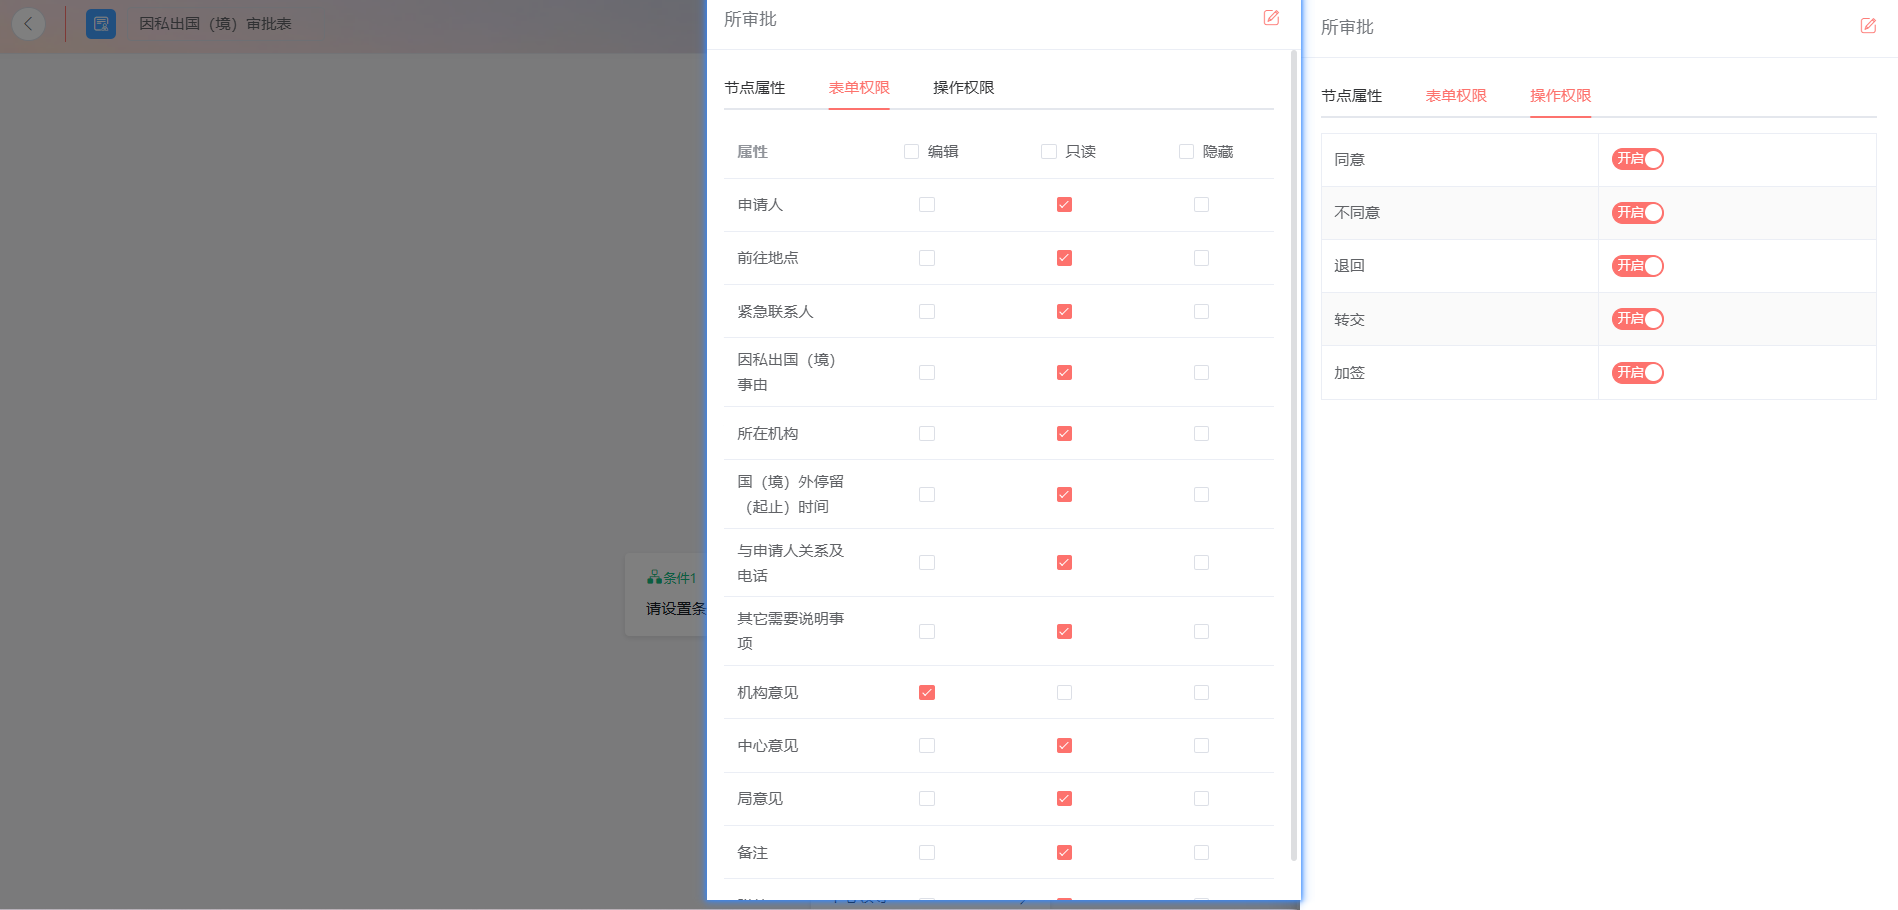 因私出国（境）审批表
条件1
请设置条
所审批
节点属性 表单权限 操作权限
属性 编辑 只读 隐藏
申请人
前往地点
紧急联系人
因私出国（境）
事由
所在机构
国（境）外停留
（起止）时间
与申请人关系及
电话
其它需要说明事
项
机构意见
中心意见
局意见
备注
所审批
节点属性 表单权限 操作权限
同意 开启
不同意 开启
退回 开启
转交 开启
加签 开启